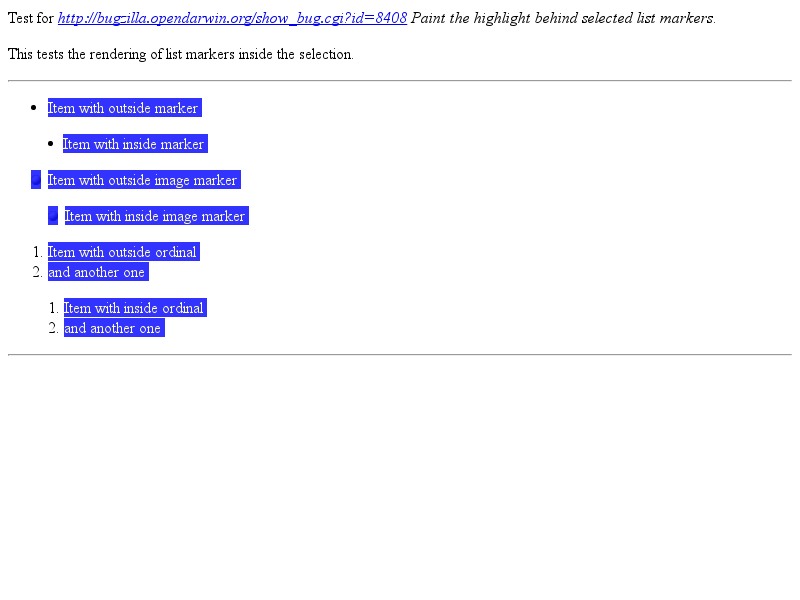 Test for http://bugzilla.opendarwin.org/show_bug.cgi?id=8408 Paint the highlight behind selected list markers.
This tests the rendering of list markers inside the selection.
• Item with outside marker
• Item with inside marker
Item with outside image marker
Item with inside image marker
1. Item with outside ordinal
2. and another one
1. Item with inside ordinal
2. and another one